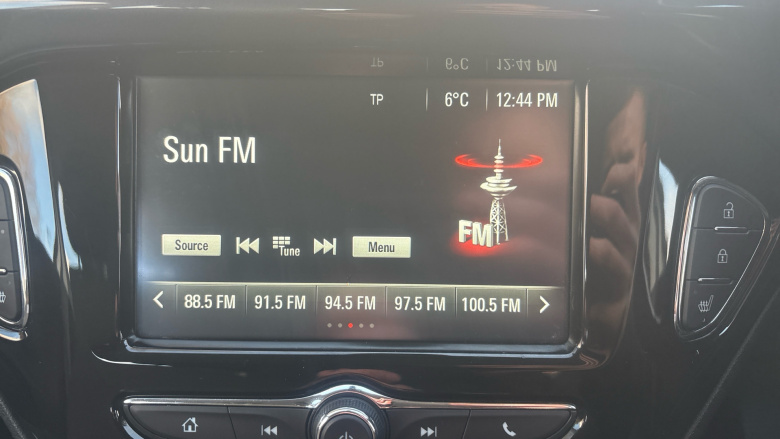 TP 6°C 12:44 PM
Sun FM
FM
Source Tune Menu
88.5 FM 91.5 FM 94.5 FM 97.5 FM 100.5 FM